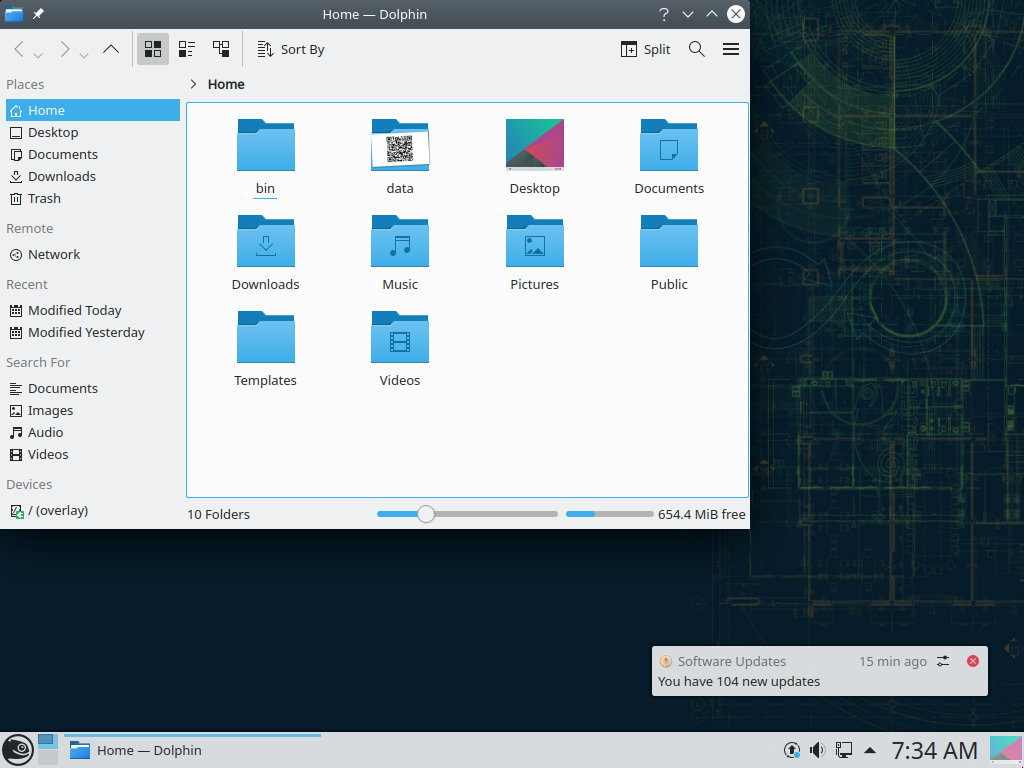 Home — Dolphin
Sort By
Split
Places
Home
Desktop
Documents
Downloads
Trash
Remote
Network
Recent
Modified Today
Modified Yesterday
Search For
Documents
Images
Audio
Videos
Devices
/ (overlay)
Home
bin
data
Desktop
Documents
Downloads
Music
Pictures
Public
Templates
Videos
10 Folders
654.4 MiB free
Software Updates
15 min ago
You have 104 new updates
Home — Dolphin
7:34 AM